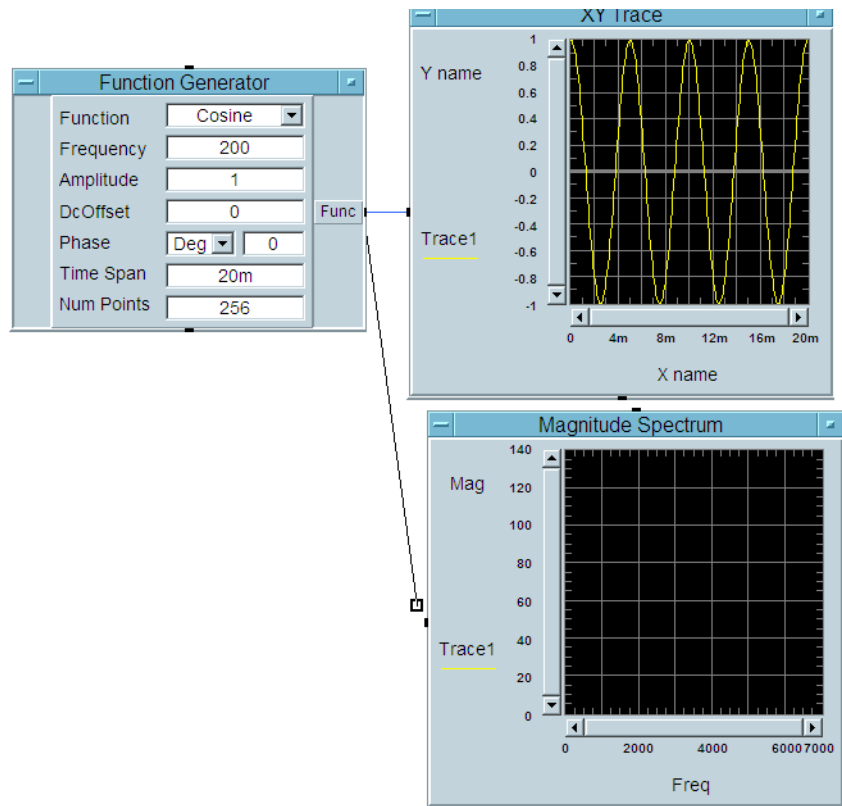 XY Trace
Y name
Trace1
1
0.8
0.6
0.4
0.2
0
-0.2
-0.4
-0.6
-0.8
-1
0 4m 8m 12m 16m 20m
X name
Function Generator
Function Cosine
Frequency 200
Amplitude 1
DcOffset 0
Phase Deg 0
Time Span 20m
Num Points 256
Func
Magnitude Spectrum
Mag
Trace1
140
120
100
80
60
40
20
0
0 2000 4000 6000 7000
Freq